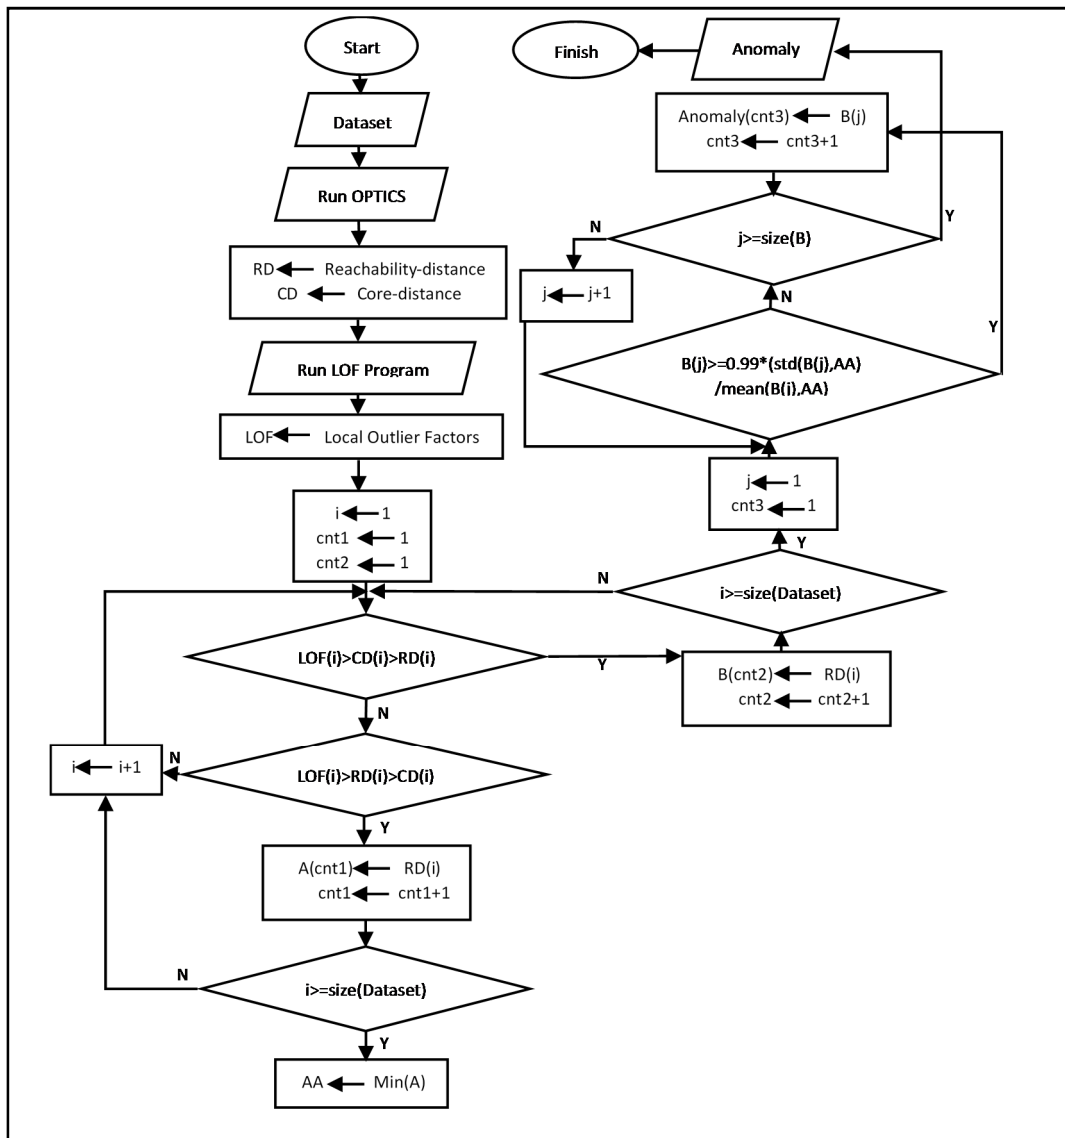 Start
Dataset
Run OPTICS
RD Reachability-distance
CD Core-distance
Run LOF Program
LOF Local Outlier Factors
i 1
cnt1 1
cnt2 1
LOF(i)>CD(i)>RD(i)
Y
N
LOF(i)>RD(i)>CD(i)
N
i i+1
Y
A(cnt1) RD(i)
cnt1 cnt1+1
i>=size(Dataset)
N
Y
AA Min(A)
B(cnt2) RD(i)
cnt2 cnt2+1
i>=size(Dataset)
N
Y
j 1
cnt3 1
B(j)>=0.99*(std(B(j),AA)
/mean(B(j),AA)
Y
N
j>=size(B)
N
Y
j j+1
Anomaly(cnt3) B(j)
cnt3 cnt3+1
Anomaly
Finish